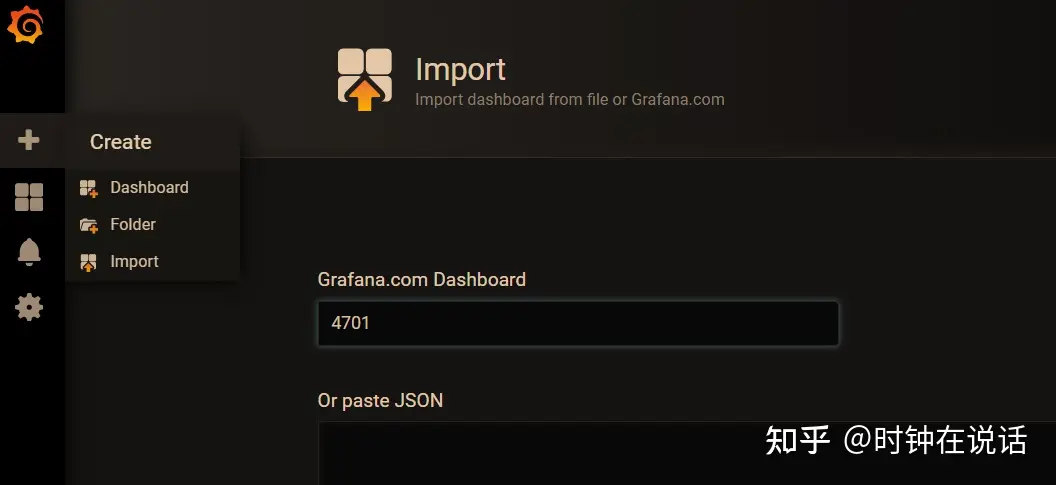 Import
Import dashboard from file or Grafana.com
Create
Dashboard
Folder
Import
Grafana.com Dashboard
4701
Or paste JSON
知乎 @时钟在说话